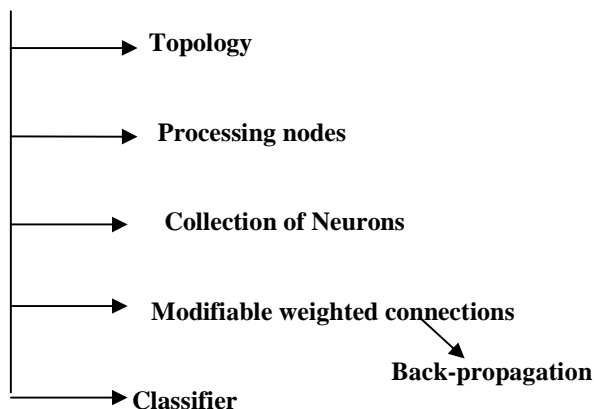 Topology
Processing nodes
Collection of Neurons
Modifiable weighted connections
Back-propagation
Classifier